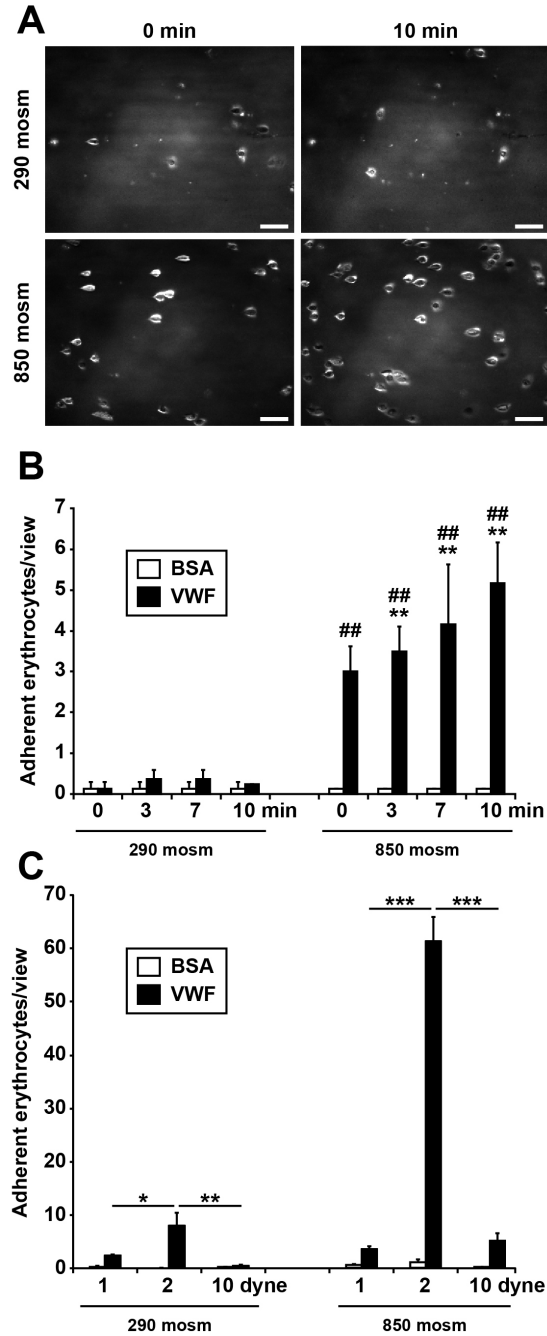 A
0 min 10 min
290 mosm
850 mosm
B
7
6
5
4
3
2
1
0
Adherent erythrocytes/view
BSA
VWF
##
## **
## **
## **
0 3 7 10 min 0 3 7 10 min
290 mosm 850 mosm
C
70
60
50
40
30
20
10
0
Adherent erythrocytes/view
BSA
VWF
* **
*** ***
1 2 10 dyne 1 2 10 dyne
290 mosm 850 mosm